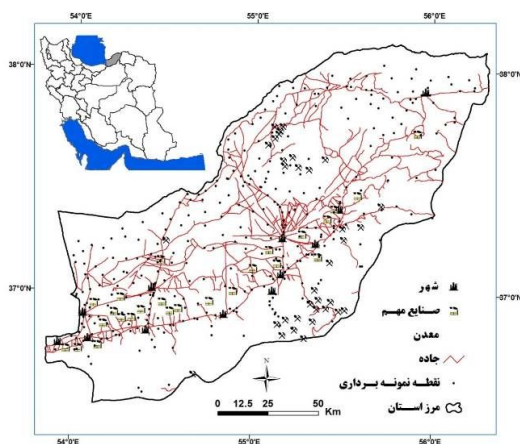 54°0'E 55°0'E 56°0'E
38°0'N 38°0'N
37°0'N 37°0'N
شهر
صنایع مهم
معدن
جاده
نقطه نمونه برداری
مرز استان
N
0 12.5 25 50
Km
54°0'E 55°0'E 56°0'E